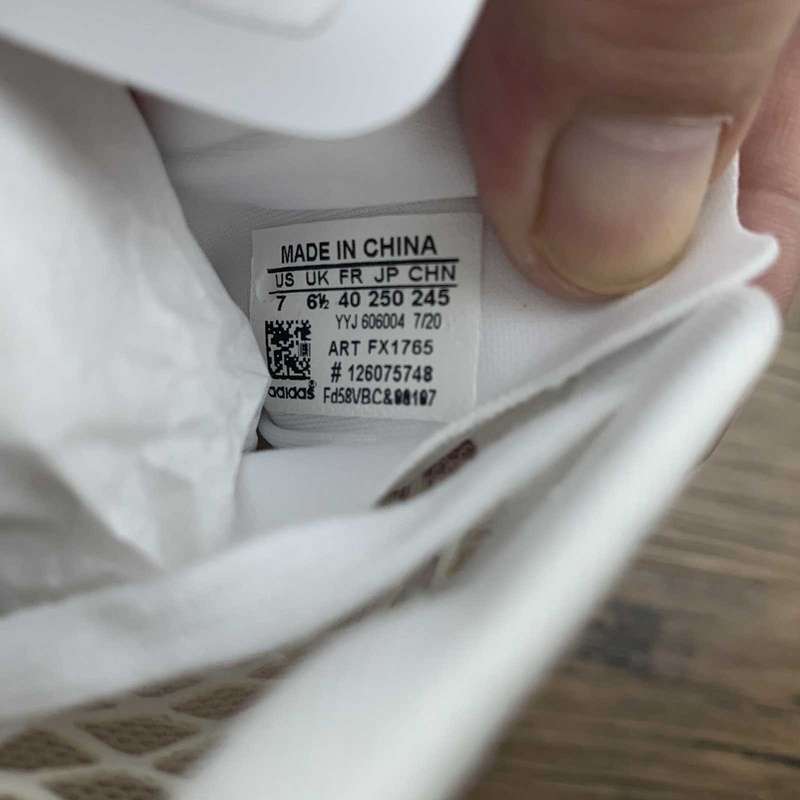 MADE IN CHINA
US UK FR JP CHN
7 6½ 40 250 245
YYJ 606004 7/20
ART FX1765
# 126075748
adidas®